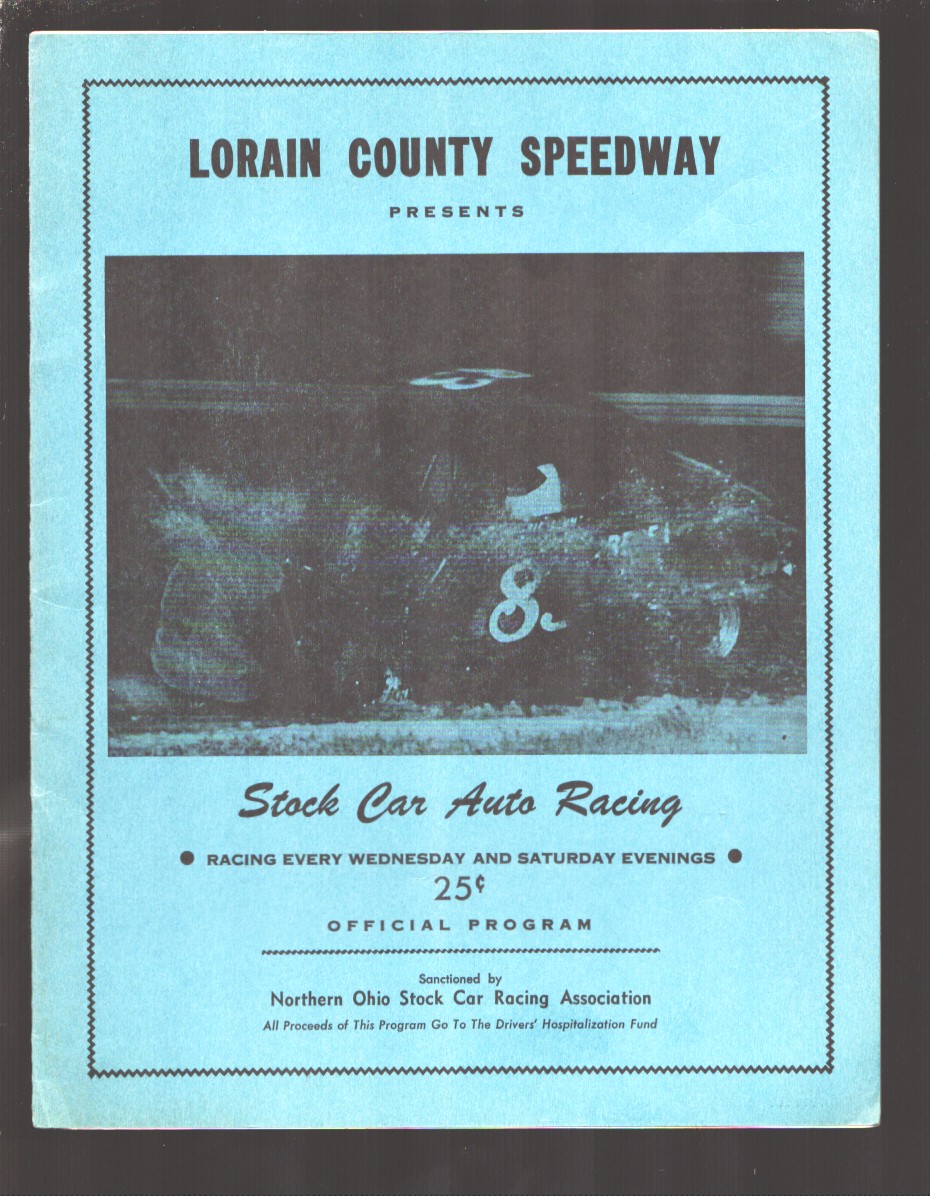 LORAIN COUNTY SPEEDWAY
PRESENTS
8
Stock Car Auto Racing
● RACING EVERY WEDNESDAY AND SATURDAY EVENINGS ●
25¢
OFFICIAL PROGRAM
Sanctioned by
Northern Ohio Stock Car Racing Association
All Proceeds of This Program Go To The Drivers' Hospitalization Fund